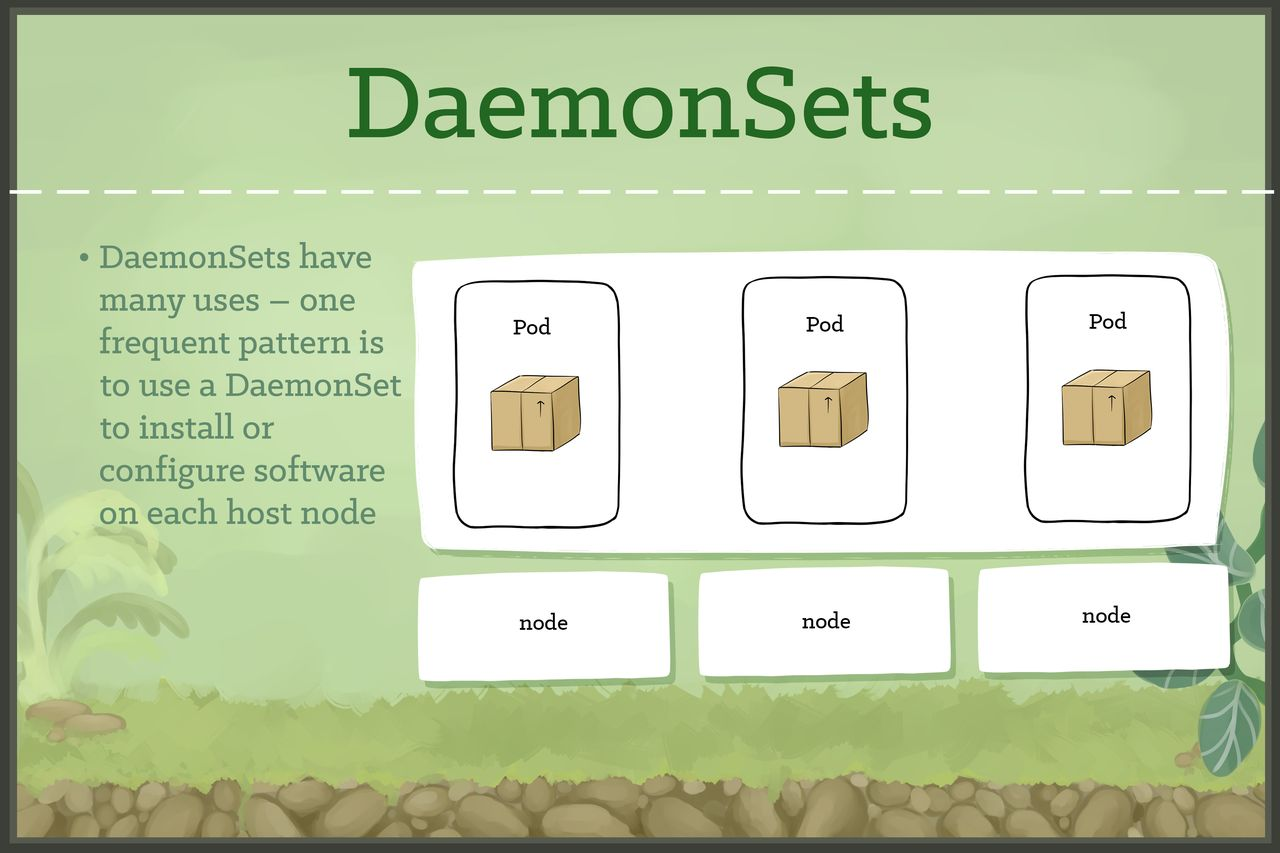 DaemonSets
• DaemonSets have
many uses – one
frequent pattern is
to use a DaemonSet
to install or
configure software
on each host node
Pod
Pod
Pod
node
node
node